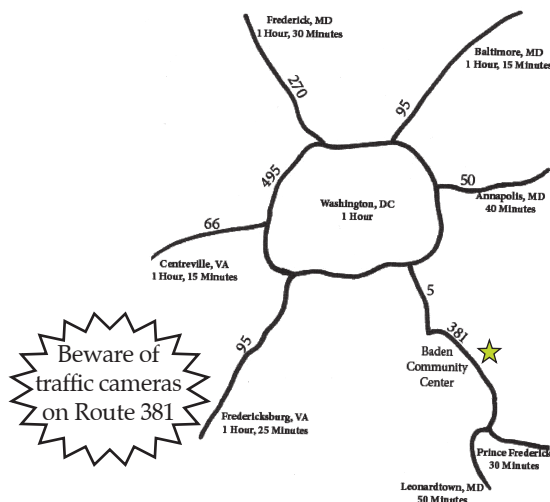 Frederick, MD
1 Hour, 30 Minutes
Baltimore, MD
1 Hour, 15 Minutes
270
95
495
50
Washington, DC
1 Hour
Annapolis, MD
40 Minutes
66
Centreville, VA
1 Hour, 15 Minutes
5
381
95
Baden
Community
Center
Beware of
traffic cameras
on Route 381
Fredericksburg, VA
1 Hour, 25 Minutes
Prince Frederick
30 Minutes
Leonardtown, MD
50 Minutes